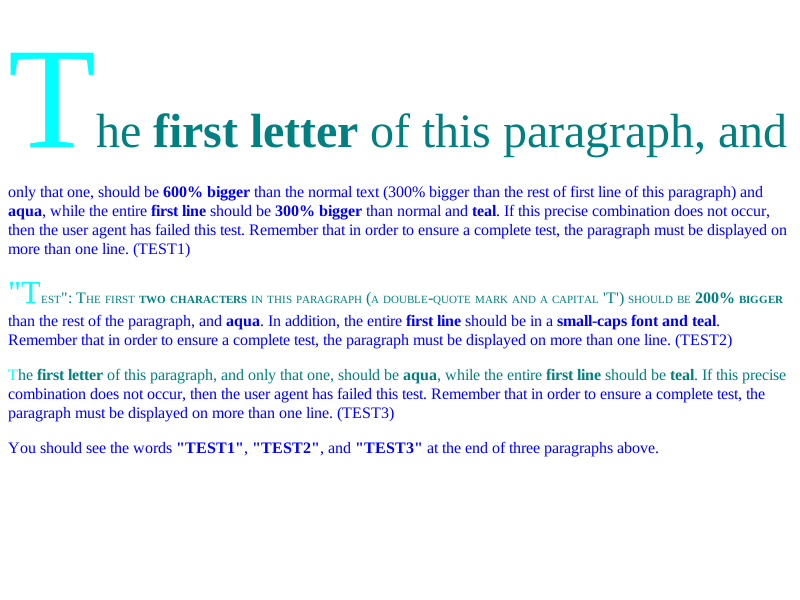 The first letter of this paragraph, and
only that one, should be 600% bigger than the normal text (300% bigger than the rest of first line of this paragraph) and
aqua, while the entire first line should be 300% bigger than normal and teal. If this precise combination does not occur,
then the user agent has failed this test. Remember that in order to ensure a complete test, the paragraph must be displayed on
more than one line. (TEST1)
"Test": The first two characters in this paragraph (a double-quote mark and a capital 'T') should be 200% bigger
than the rest of the paragraph, and aqua. In addition, the entire first line should be in a small-caps font and teal.
Remember that in order to ensure a complete test, the paragraph must be displayed on more than one line. (TEST2)
The first letter of this paragraph, and only that one, should be aqua, while the entire first line should be teal. If this precise
combination does not occur, then the user agent has failed this test. Remember that in order to ensure a complete test, the
paragraph must be displayed on more than one line. (TEST3)
You should see the words "TEST1", "TEST2", and "TEST3" at the end of three paragraphs above.